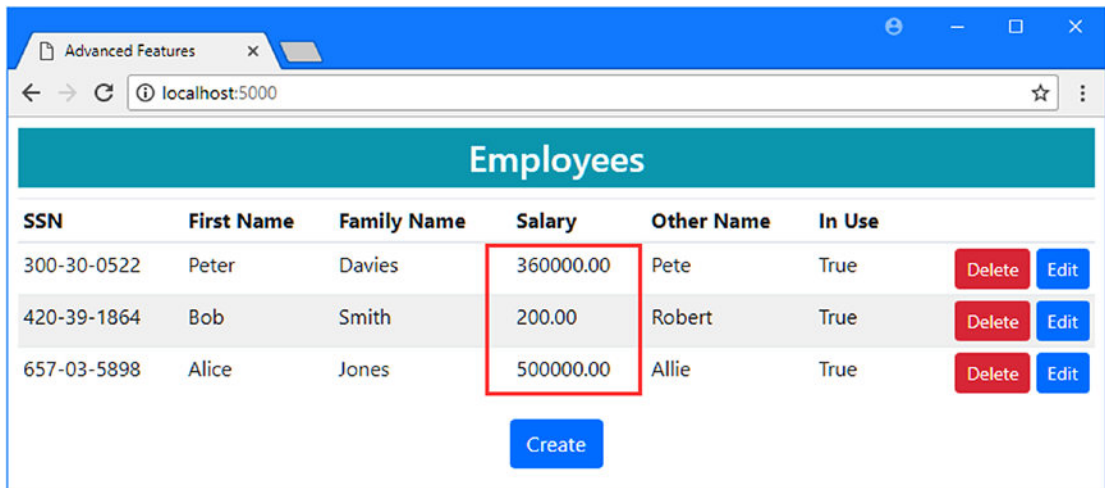 Advanced Features
localhost:5000
Employees
SSN First Name Family Name Salary Other Name In Use
300-30-0522 Peter Davies 360000.00 Pete True Delete Edit
420-39-1864 Bob Smith 200.00 Robert True Delete Edit
657-03-5898 Alice Jones 500000.00 Allie True Delete Edit
Create